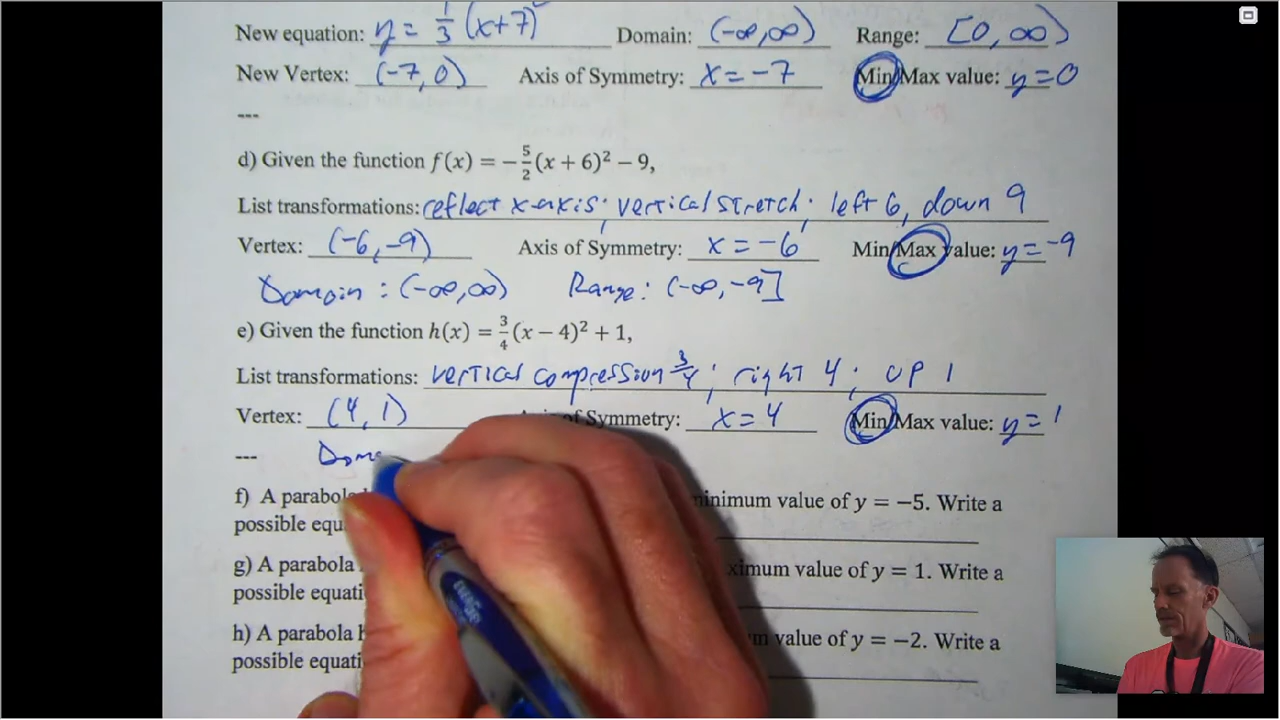 New equation: y = 1/3 (x+7)² Domain: (-∞,∞) Range: [0, ∞)
New Vertex: (-7, 0) Axis of Symmetry: x = -7 Min/Max value: y = 0
---
d) Given the function f(x) = −5/2(x + 6)² − 9,
List transformations: reflect x-axis; vertical stretch; left 6, down 9
Vertex: (-6, -9) Axis of Symmetry: x = -6 Min/Max value: y = -9
Domain : (-∞,∞) Range: (-∞, -9]
e) Given the function h(x) = 3/4(x − 4)² + 1,
List transformations: vertical compression 3/4; right 4; up 1
Vertex: (4, 1) of Symmetry: x = 4 Min/Max value: y = 1
--- Dom
f) A parabol minimum value of y = −5. Write a
possible equ
g) A parabola ximum value of y = 1. Write a
possible equati
h) A parabola value of y = −2. Write a
possible equati